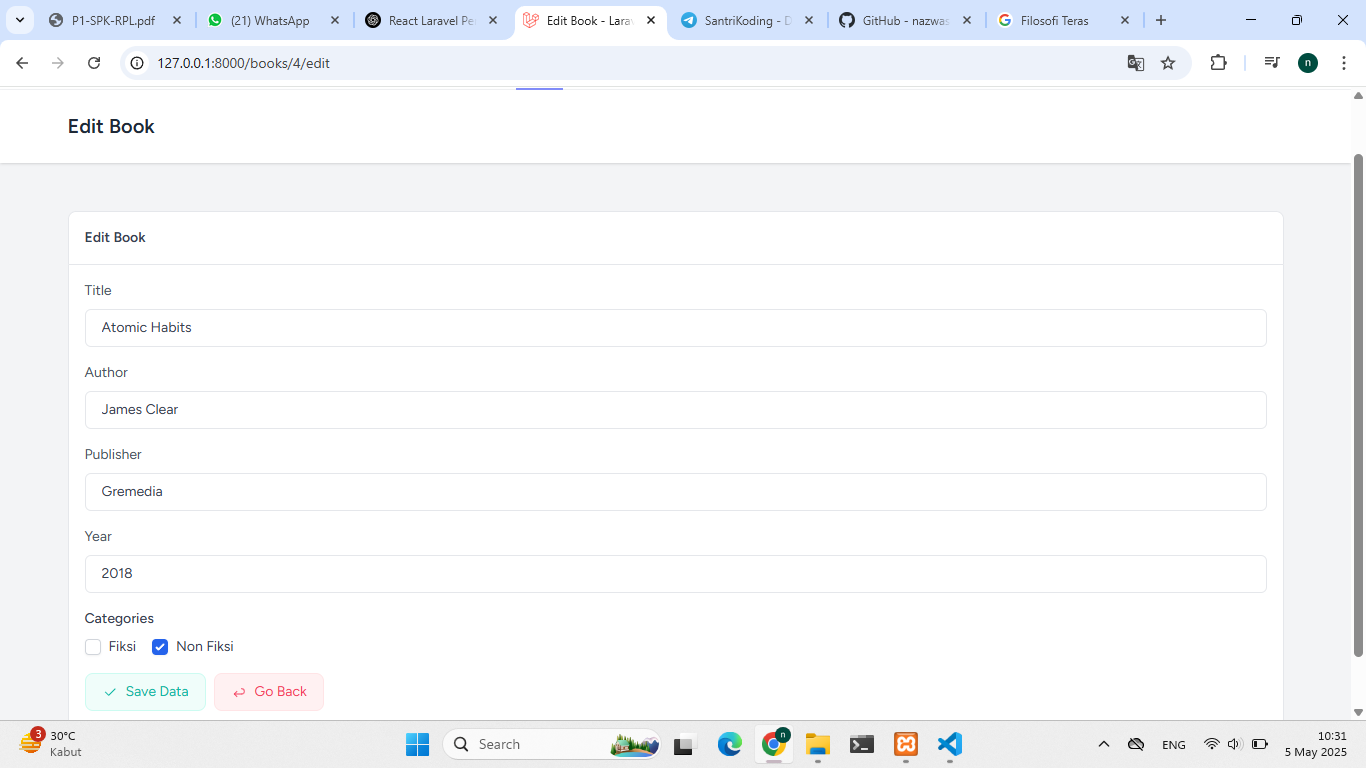 P1-SPK-RPL.pdf
(21) WhatsApp
React Laravel Pe
Edit Book - Lara
SantriKoding - D
GitHub - nazwas
Filosofi Teras
127.0.0.1:8000/books/4/edit
n
Edit Book
Edit Book
Title
Atomic Habits
Author
James Clear
Publisher
Gremedia
Year
2018
Categories
Fiksi
Non Fiksi
Save Data
Go Back
3
30°C
Kabut
Search
n
ENG
10:31
5 May 2025